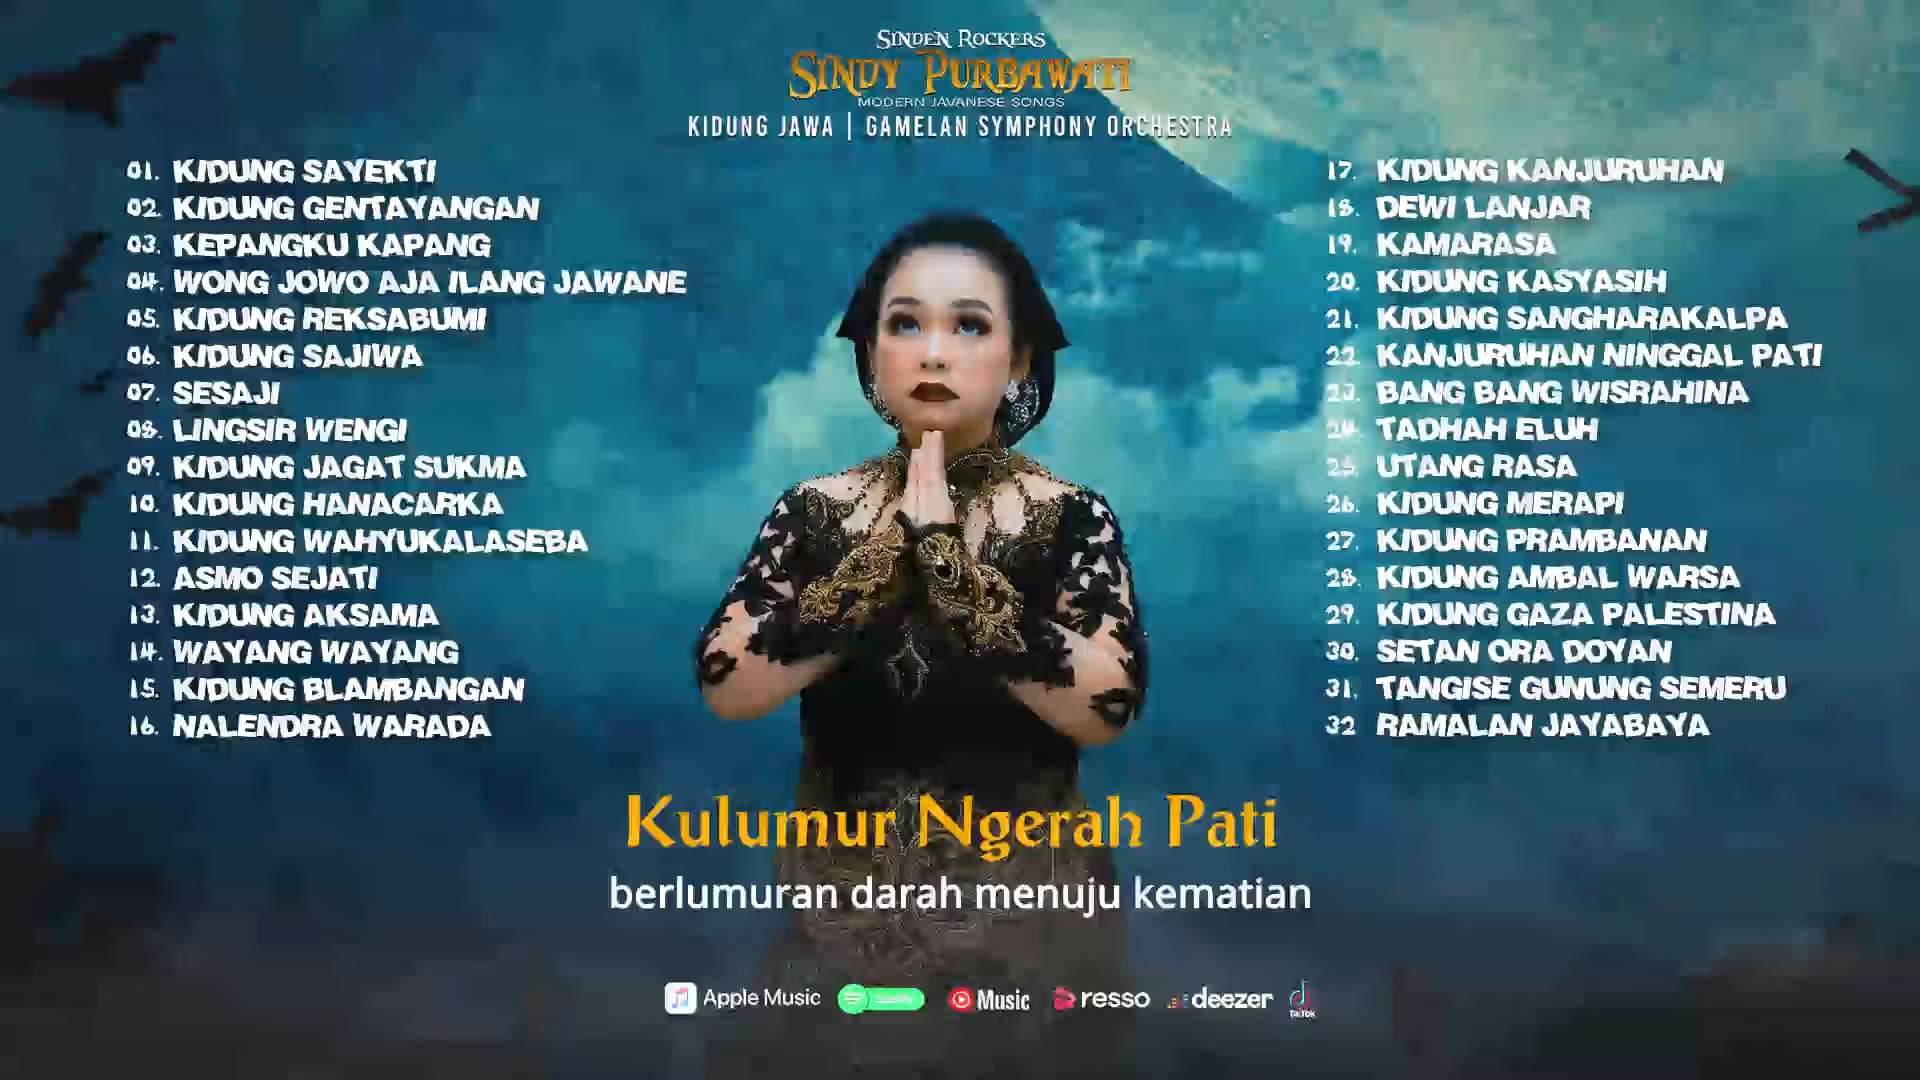 SINDEN ROCKERS
SINDY PURBAWATI
MODERN JAVANESE SONGS
KIDUNG JAWA | GAMELAN SYMPHONY ORCHESTRA
01. KIDUNG SAYEKTI
02. KIDUNG GENTAYANGAN
03. KEPANGKU KAPANG
04. WONG JOWO AJA ILANG JAWANE
05. KIDUNG REKSABUMI
06. KIDUNG SAJIWA
07. SESAJI
08. LINGSIR WENGI
09. KIDUNG JAGAT SUKMA
10. KIDUNG HANACARKA
11. KIDUNG WAHYUKALASEBA
12. ASMO SEJATI
13. KIDUNG AKSAMA
14. WAYANG WAYANG
15. KIDUNG BLAMBANGAN
16. NALENDRA WARADA
17. KIDUNG KANJURUHAN
18. DEWI LANJAR
19. KAMARASA
20. KIDUNG KASYASIH
21. KIDUNG SANGHARAKALPA
22. KANJURUHAN NINGGAL PATI
23. BANG BANG WISRAHINA
24. TADHAH ELUH
25. UTANG RASA
26. KIDUNG MERAPI
27. KIDUNG PRAMBANAN
28. KIDUNG AMBAL WARSA
29. KIDUNG GAZA PALESTINA
30. SETAN ORA DOYAN
31. TANGISE GUNUNG SEMERU
32 RAMALAN JAYABAYA
Kulumur Ngerah Pati
berlumuran darah menuju kematian
Apple Music Music resso deezer TikTok